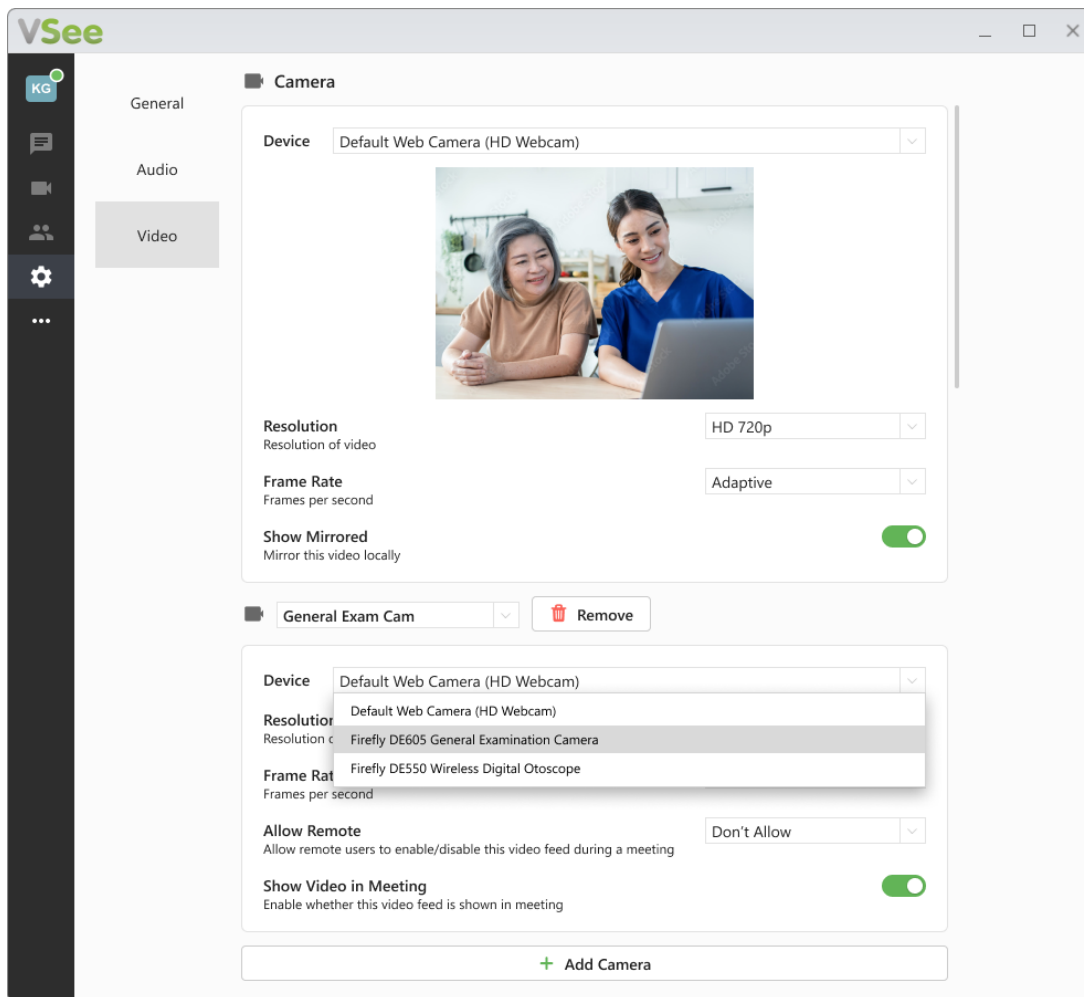 VSee
KG
General
Audio
Video
Camera
Device
Default Web Camera (HD Webcam)
Resolution
Resolution of video
HD 720p
Frame Rate
Frames per second
Adaptive
Show Mirrored
Mirror this video locally
General Exam Cam
Remove
Device
Default Web Camera (HD Webcam)
Default Web Camera (HD Webcam)
Firefly DE605 General Examination Camera
Firefly DE550 Wireless Digital Otoscope
Resolution
Resolution
Frame Rat
Frames per second
Allow Remote
Allow remote users to enable/disable this video feed during a meeting
Don't Allow
Show Video in Meeting
Enable whether this video feed is shown in meeting
+ Add Camera